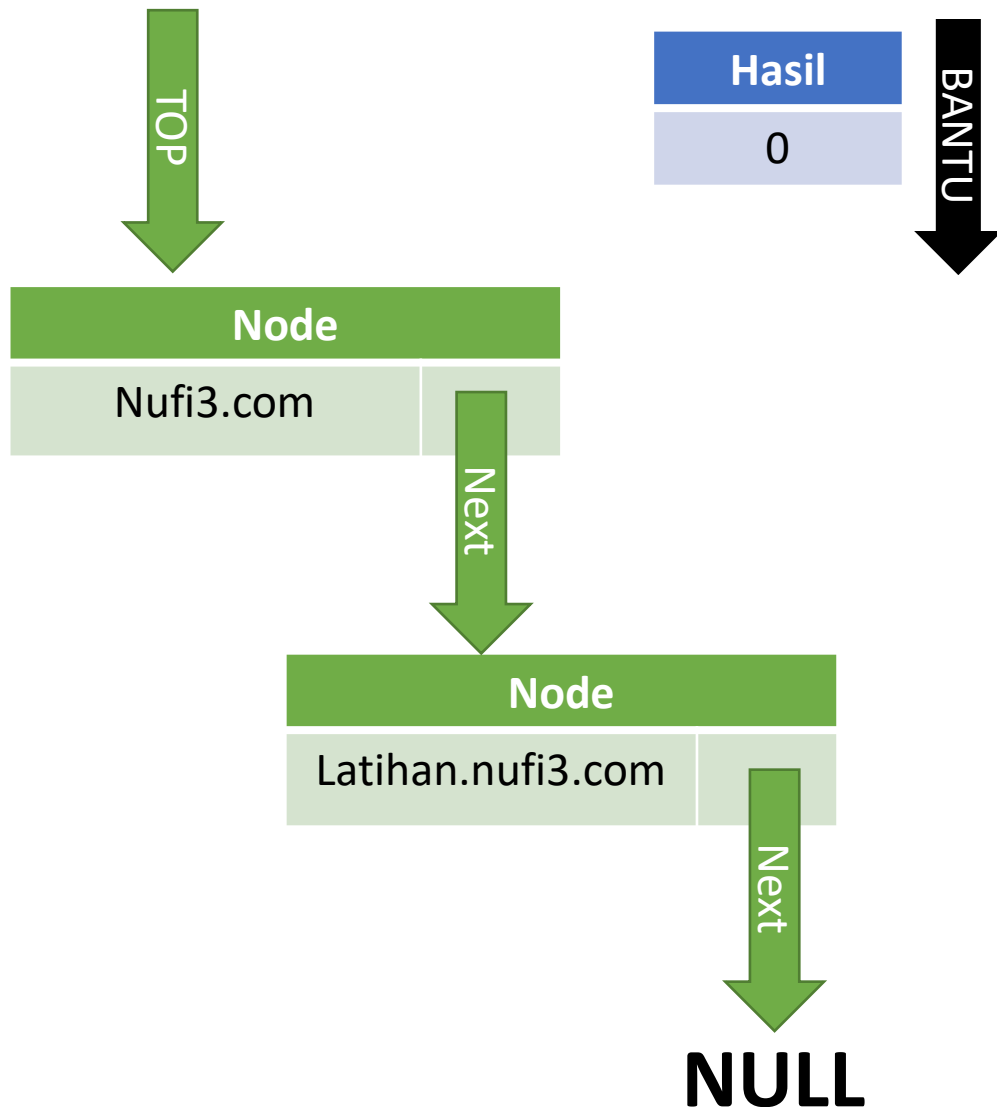 TOP
Hasil
0
BANTU
Node
Nufi3.com
Next
Node
Latihan.nufi3.com
Next
NULL